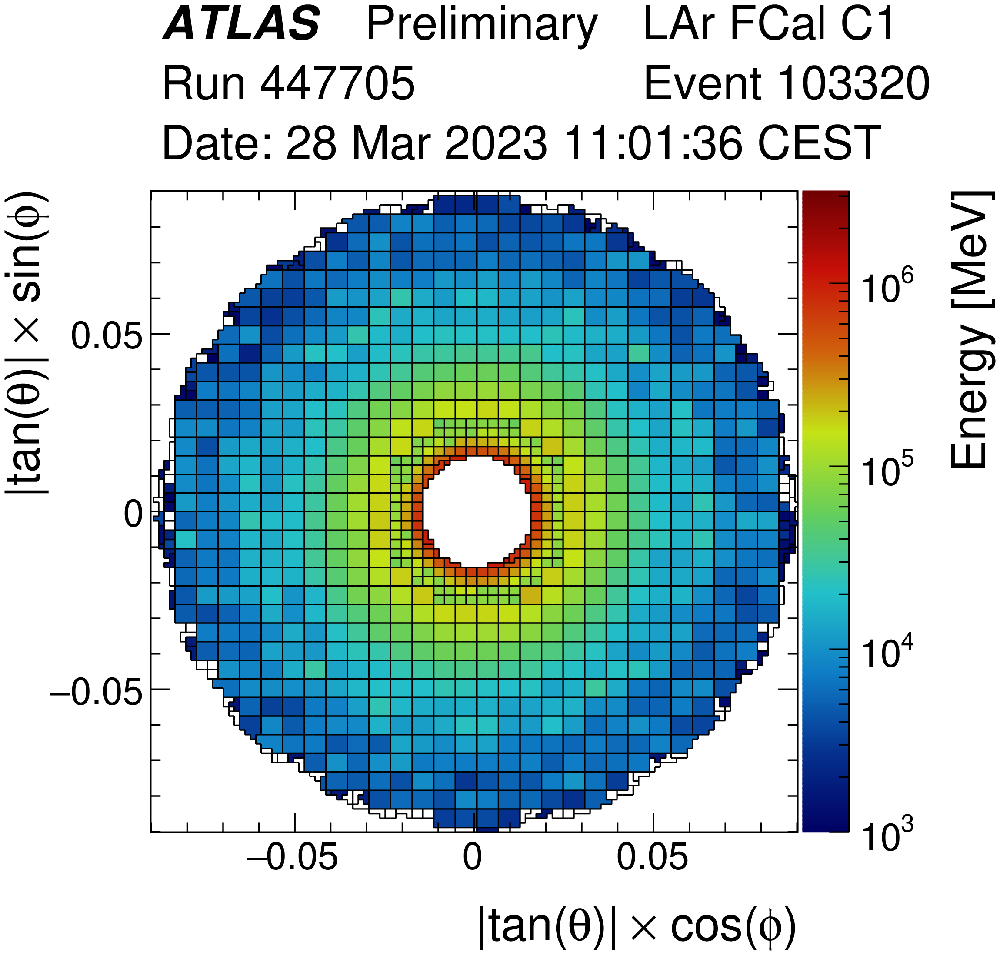 ATLAS Preliminary LAr FCal C1
Run 447705 Event 103320
Date: 28 Mar 2023 11:01:36 CEST
|tan(θ)| × sin(ϕ)
0.05
0
−0.05
−0.05 0 0.05
|tan(θ)| × cos(ϕ)
Energy [MeV]
10⁶
10⁵
10⁴
10³